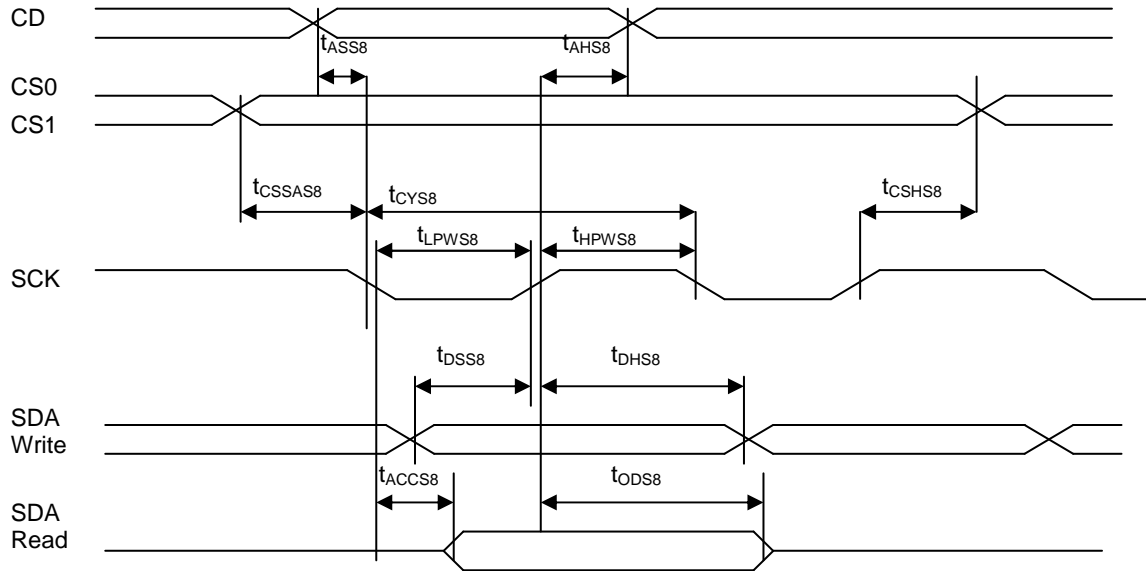 CD
tASS8
tAHS8
CS0
CS1
tCSSAS8
tCYS8
tCSHS8
tLPWS8
tHPWS8
SCK
tDSS8
tDHS8
SDA
Write
tACCS8
tODS8
SDA
Read